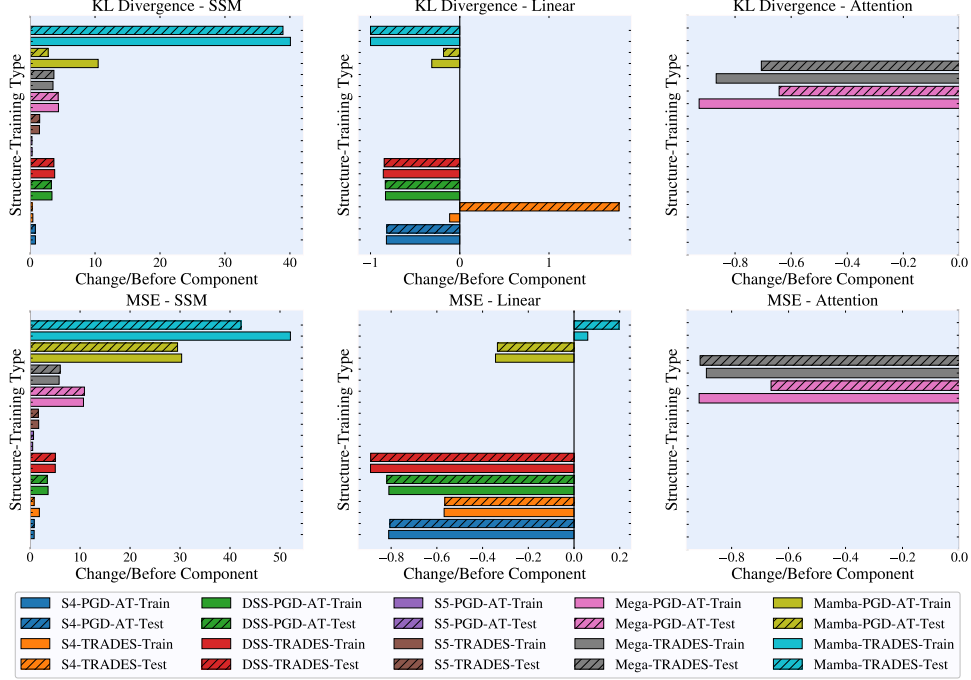 KL Divergence - SSM
KL Divergence - Linear
KL Divergence - Attention
Structure-Training Type
Structure-Training Type
Structure-Training Type
0 10 20 30 40
−1 0 1
−0.8 −0.6 −0.4 −0.2 0.0
Change/Before Component
Change/Before Component
Change/Before Component
MSE - SSM
MSE - Linear
MSE - Attention
Structure-Training Type
Structure-Training Type
Structure-Training Type
0 10 20 30 40 50
−0.8 −0.6 −0.4 −0.2 0.0 0.2
−0.8 −0.6 −0.4 −0.2 0.0
Change/Before Component
Change/Before Component
Change/Before Component
S4-PGD-AT-Train
S4-PGD-AT-Test
S4-TRADES-Train
S4-TRADES-Test
DSS-PGD-AT-Train
DSS-PGD-AT-Test
DSS-TRADES-Train
DSS-TRADES-Test
S5-PGD-AT-Train
S5-PGD-AT-Test
S5-TRADES-Train
S5-TRADES-Test
Mega-PGD-AT-Train
Mega-PGD-AT-Test
Mega-TRADES-Train
Mega-TRADES-Test
Mamba-PGD-AT-Train
Mamba-PGD-AT-Test
Mamba-TRADES-Train
Mamba-TRADES-Test